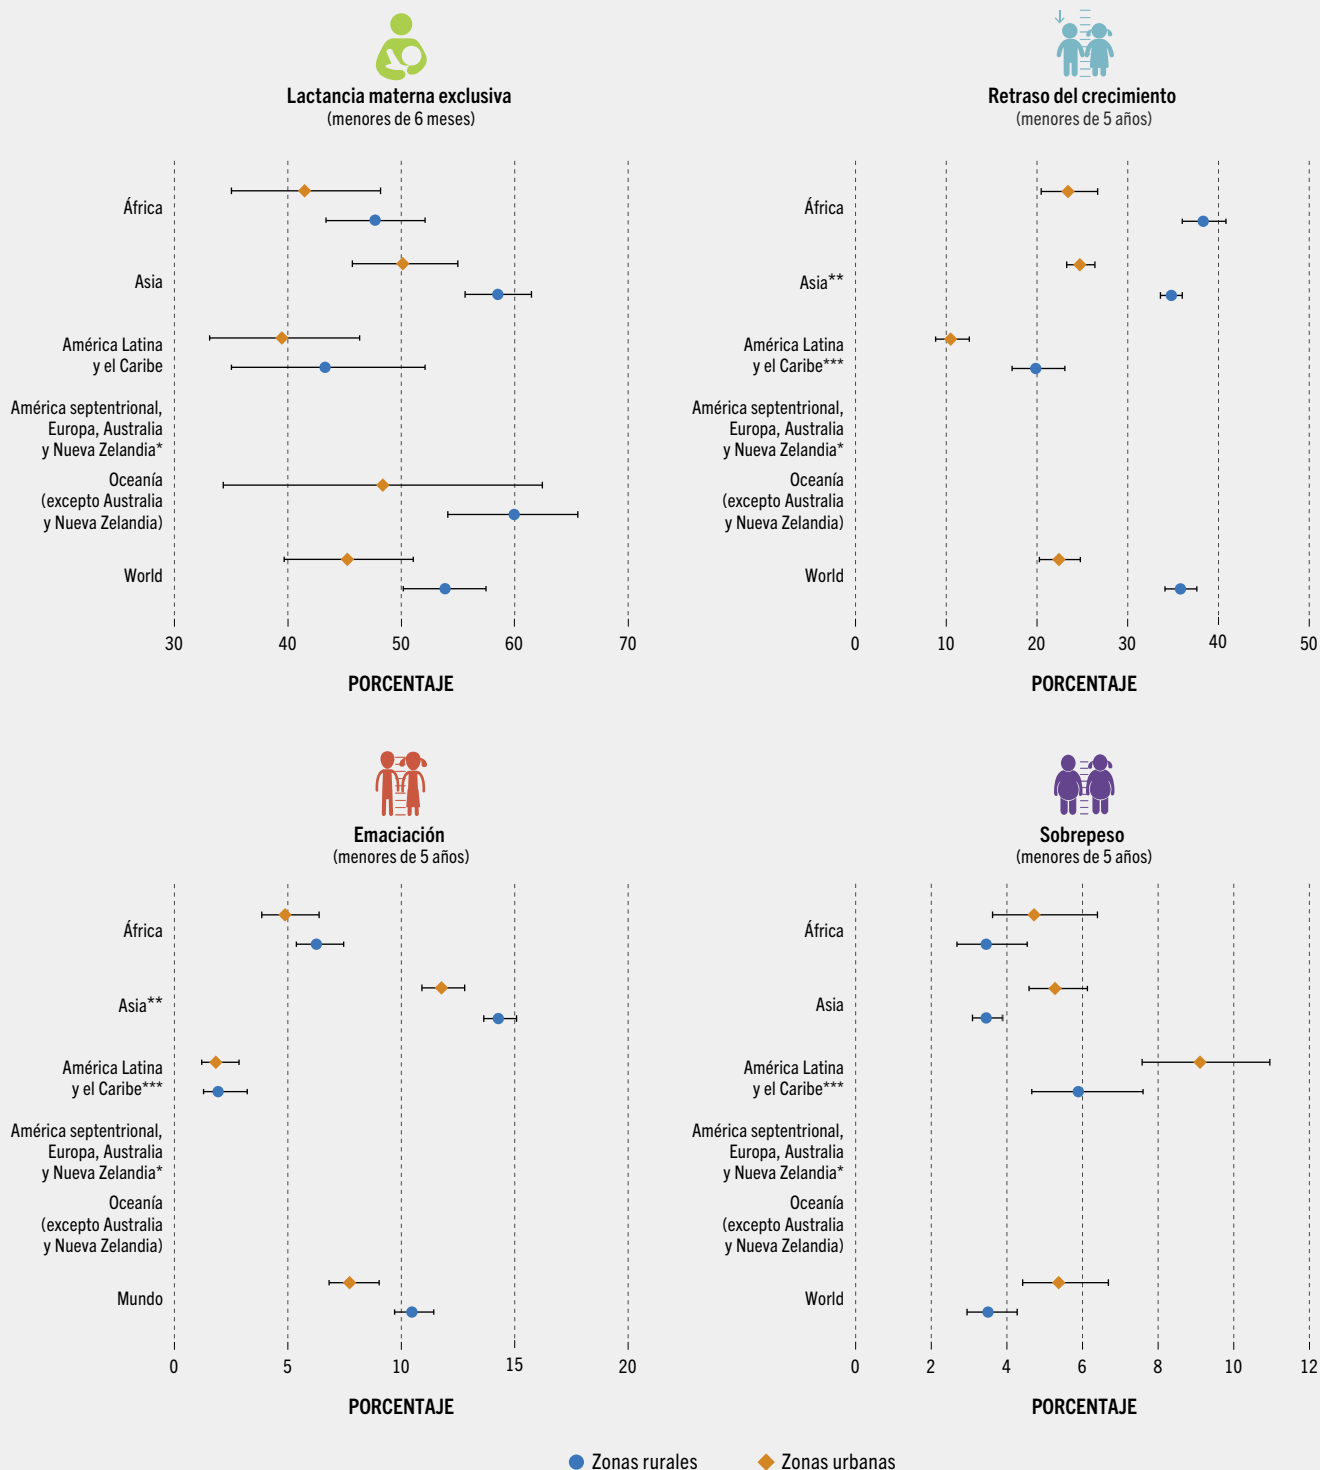 Lactancia materna exclusiva
(menores de 6 meses)
África
Asia
América Latina
y el Caribe
América septentrional,
Europa, Australia
y Nueva Zelandia*
Oceanía
(excepto Australia
y Nueva Zelandia)
World
30 40 50 60 70
PORCENTAJE
Retraso del crecimiento
(menores de 5 años)
África
Asia**
América Latina
y el Caribe***
América septentrional,
Europa, Australia
y Nueva Zelandia*
Oceanía
(excepto Australia
y Nueva Zelandia)
World
0 10 20 30 40 50
PORCENTAJE
Emaciación
(menores de 5 años)
África
Asia**
América Latina
y el Caribe***
América septentrional,
Europa, Australia
y Nueva Zelandia*
Oceanía
(excepto Australia
y Nueva Zelandia)
Mundo
0 5 10 15 20
PORCENTAJE
Sobrepeso
(menores de 5 años)
África
Asia
América Latina
y el Caribe***
América septentrional,
Europa, Australia
y Nueva Zelandia*
Oceanía
(excepto Australia
y Nueva Zelandia)
World
0 2 4 6 8 10 12
PORCENTAJE
Zonas rurales Zonas urbanas